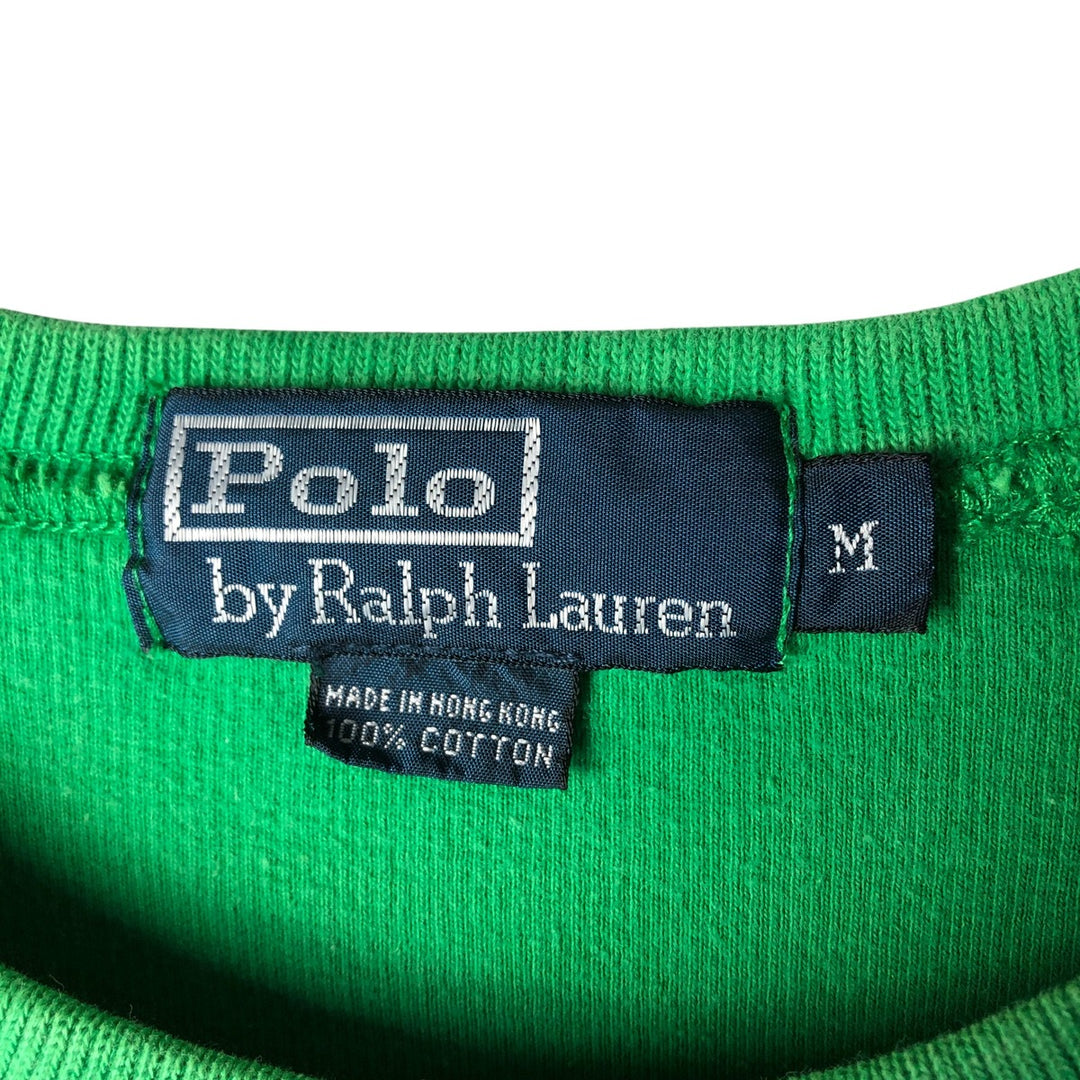 Polo
by Ralph Lauren
M
MADE IN HONG KONG
100% COTTON